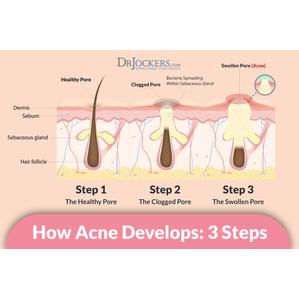 DRJOCKERS.COM
Healthy Pore
Clogged Pore
Bacteria Spreading
Within Sebaceous Gland
Swollen Pore (Acne)
Dermis
Sebum
Sebaceous gland
Hair follicle
Step 1
The Healthy Pore
Step 2
The Clogged Pore
Step 3
The Swollen Pore
How Acne Develops: 3 Steps